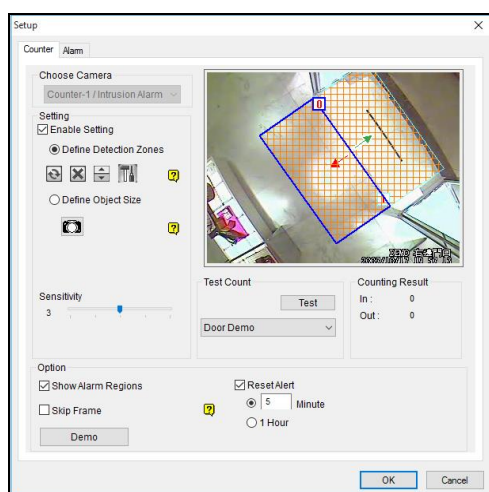 Setup
Counter Alarm
Choose Camera
Counter-1 / Intrusion Alarm
Setting
Enable Setting
Define Detection Zones
?
Define Object Size
?
0
Sensitivity
3
Test Count
Test
Door Demo
Counting Result
In : 0
Out : 0
Option
Show Alarm Regions
Reset Alert
Skip Frame
?
5 Minute
1 Hour
Demo
OK Cancel